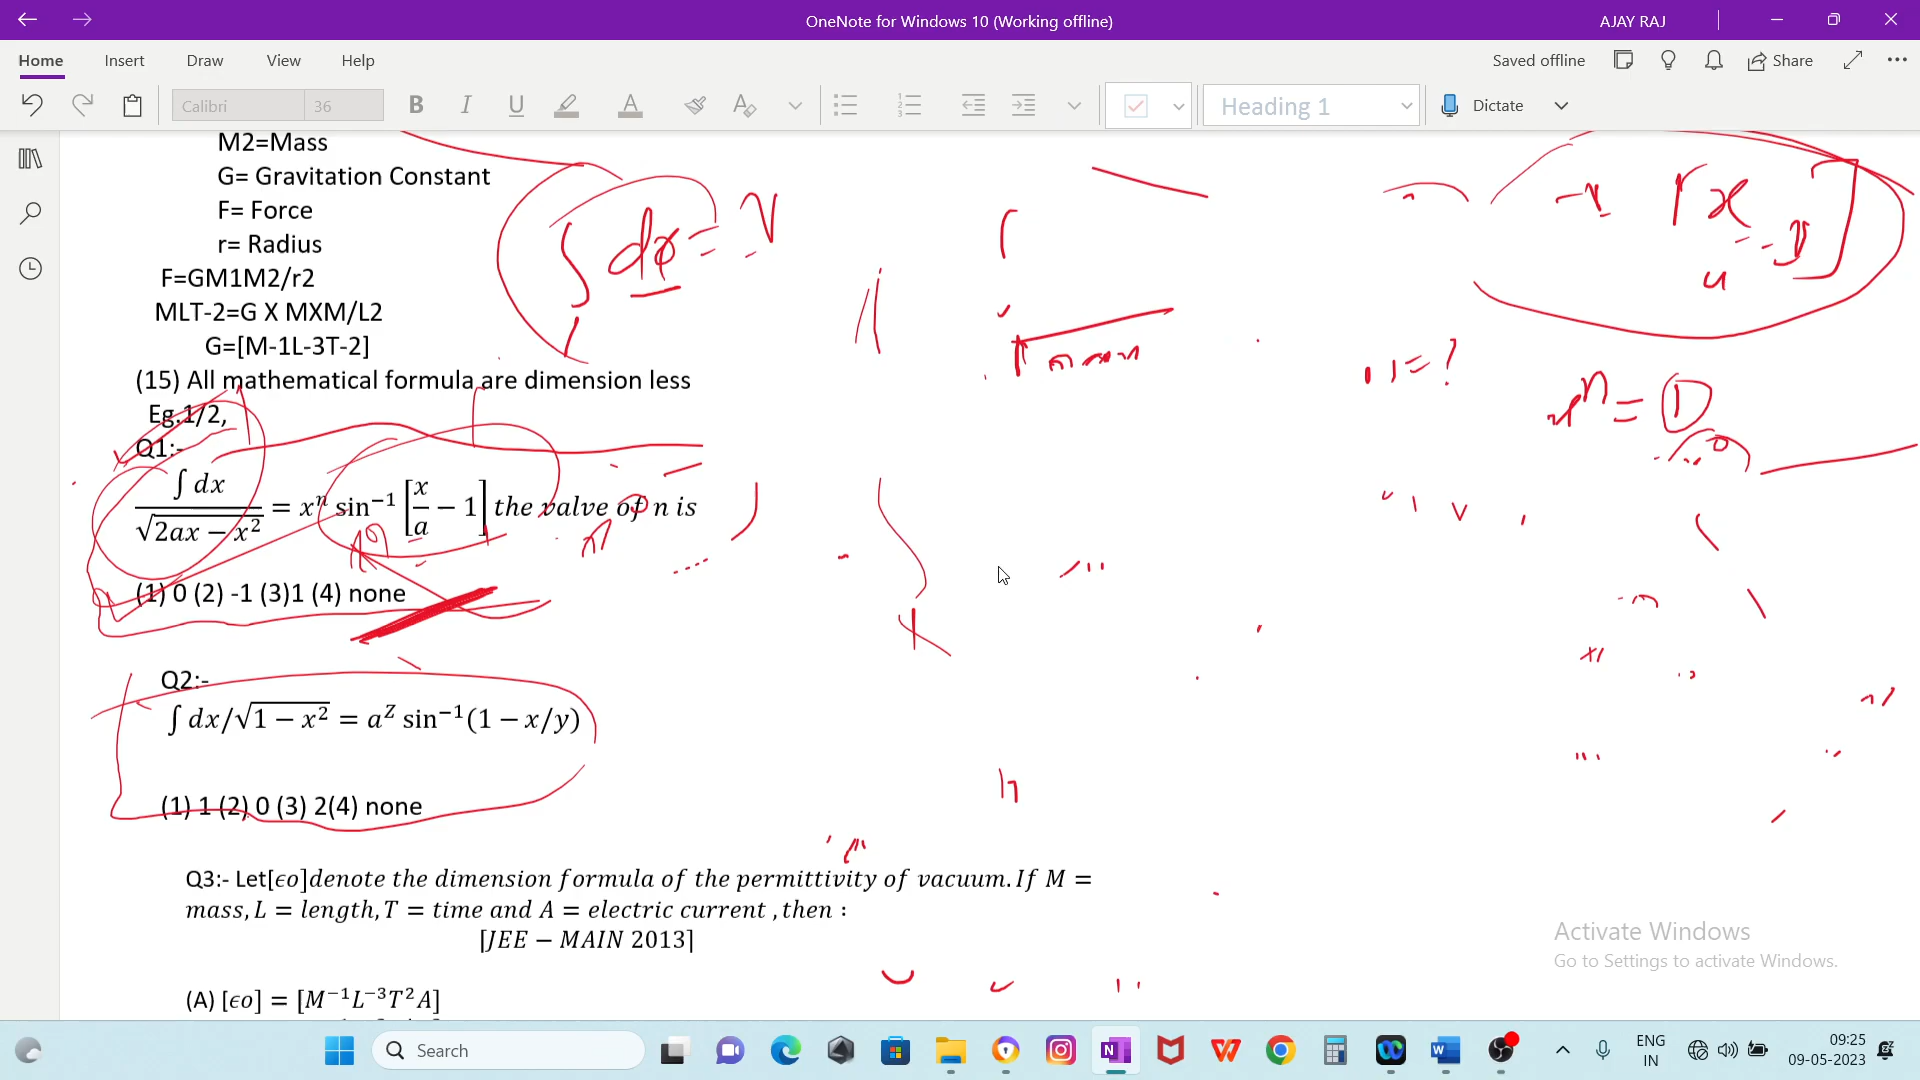 OneNote for Windows 10 (Working offline)
AJAY RAJ
Home Insert Draw View Help
Saved offline
Share
Calibri 36
B I U A
Heading 1
Dictate
M2=Mass
G= Gravitation Constant
F= Force
r= Radius
F=GM1M2/r2
MLT-2=G X MXM/L2
G=[M-1L-3T-2]
(15) All mathematical formula are dimension less
Eg.1/2,
Q1:-
∫ dx / √(2ax − x²) = xⁿ sin⁻¹ [x/a − 1] the valve of n is
(1) 0 (2) -1 (3)1 (4) none
Q2:-
∫ dx/√(1 − x²) = a^Z sin⁻¹(1 − x/y)
(1) 1 (2) 0 (3) 2(4) none
Q3:- Let[ϵo]denote the dimension formula of the permittivity of vacuum.If M =
mass, L = length, T = time and A = electric current ,then :
[JEE − MAIN 2013]
(A) [ϵo] = [M⁻¹L⁻³T²A]
∫ dx =
xⁿ = D
Activate Windows
Go to Settings to activate Windows.
Search
ENG
IN
09:25
09-05-2023